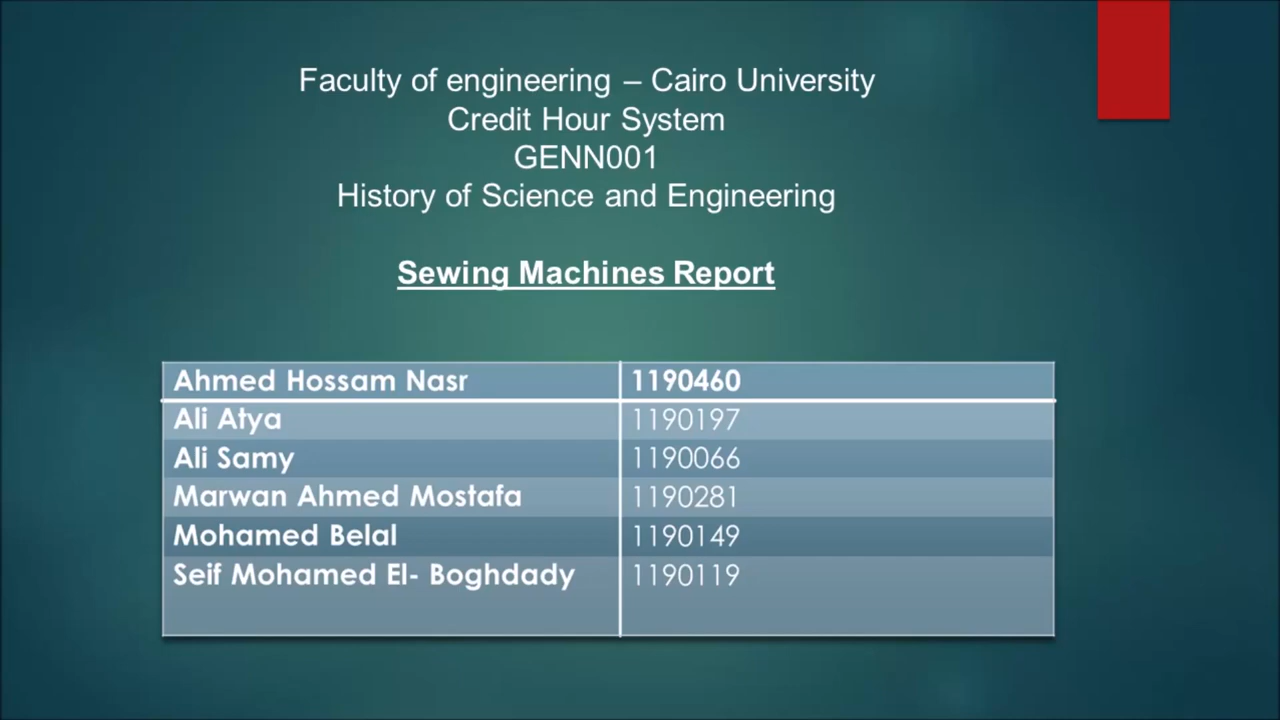 Faculty of engineering – Cairo University
Credit Hour System
GENN001
History of Science and Engineering
Sewing Machines Report
Ahmed Hossam Nasr 1190460
Ali Atya 1190197
Ali Samy 1190066
Marwan Ahmed Mostafa 1190281
Mohamed Belal 1190149
Seif Mohamed El- Boghdady 1190119